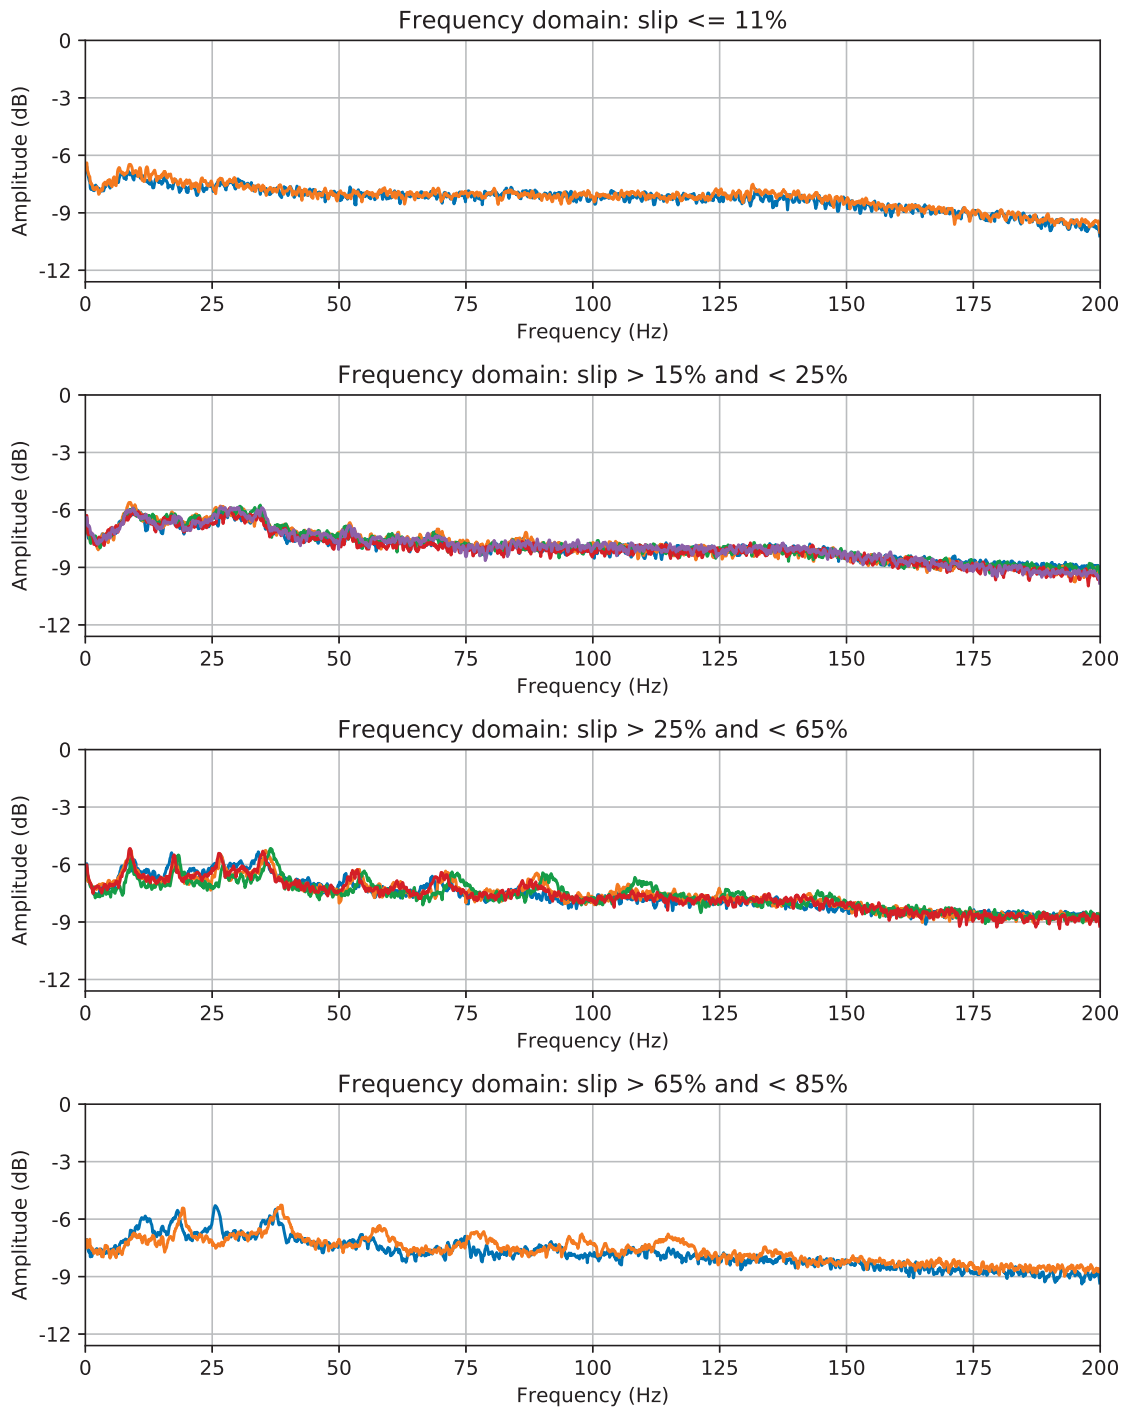 Frequency domain: slip <= 11%
0
-3
-6
-9
-12
Amplitude (dB)
0 25 50 75 100 125 150 175 200
Frequency (Hz)
Frequency domain: slip > 15% and < 25%
0
-3
-6
-9
-12
Amplitude (dB)
0 25 50 75 100 125 150 175 200
Frequency (Hz)
Frequency domain: slip > 25% and < 65%
0
-3
-6
-9
-12
Amplitude (dB)
0 25 50 75 100 125 150 175 200
Frequency (Hz)
Frequency domain: slip > 65% and < 85%
0
-3
-6
-9
-12
Amplitude (dB)
0 25 50 75 100 125 150 175 200
Frequency (Hz)